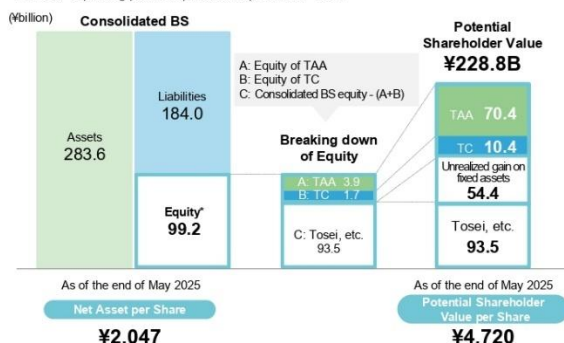 (¥billion)
Consolidated BS
Assets
283.6
Liabilities
184.0
Equity*
99.2
As of the end of May 2025
Net Asset per Share
¥2,047
A: Equity of TAA
B: Equity of TC
C: Consolidated BS equity - (A+B)
Breaking down
of Equity
A: TAA 3.9
B: TC 1.7
C: Tosei, etc.
93.5
Potential
Shareholder Value
¥228.8B
TAA 70.4
TC 10.4
Unrealized gain on
fixed assets
54.4
Tosei, etc.
93.5
As of the end of May 2025
Potential Shareholder
Value per Share
¥4,720